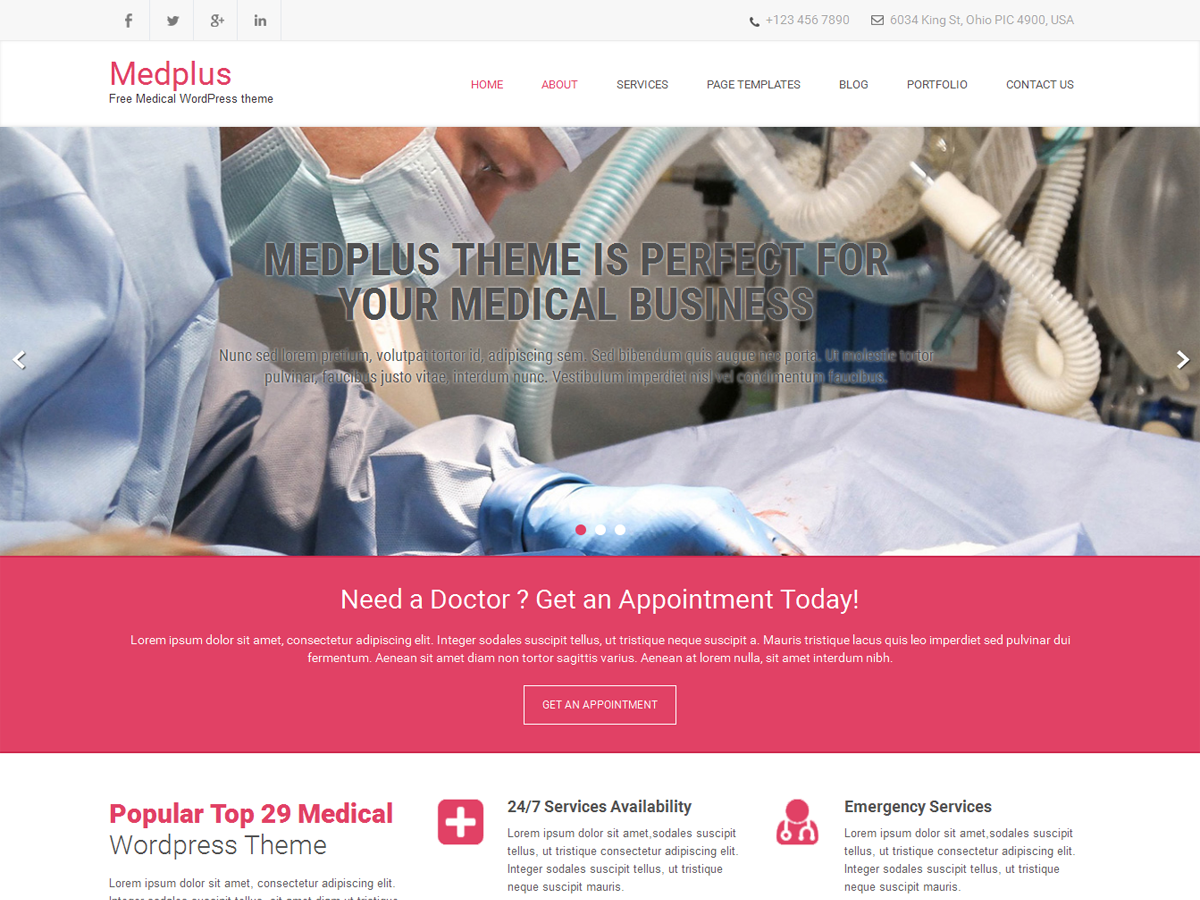 +123 456 7890
6034 King St, Ohio PIC 4900, USA
Medplus
Free Medical WordPress theme
HOME
ABOUT
SERVICES
PAGE TEMPLATES
BLOG
PORTFOLIO
CONTACT US
MEDPLUS THEME IS PERFECT FOR
YOUR MEDICAL BUSINESS
Nunc sed lorem pretium, volutpat tortor id, adipiscing sem. Sed bibendum quis augue nec porta. Ut molestie tortor
pulvinar, faucibus justo vitae, interdum nunc. Vestibulum imperdiet nisl vel condimentum faucibus.
Need a Doctor ? Get an Appointment Today!
Lorem ipsum dolor sit amet, consectetur adipiscing elit. Integer sodales suscipit tellus, ut tristique neque suscipit a. Mauris tristique lacus quis leo imperdiet sed pulvinar dui
fermentum. Aenean sit amet diam non tortor sagittis varius. Aenean at lorem nulla, sit amet interdum nibh.
GET AN APPOINTMENT
Popular Top 29 Medical
Wordpress Theme
Lorem ipsum dolor sit amet, consectetur adipiscing elit.
24/7 Services Availability
Lorem ipsum dolor sit amet,sodales suscipit
tellus, ut tristique consectetur adipiscing elit.
Integer sodales suscipit tellus, ut tristique
neque suscipit mauris.
Emergency Services
Lorem ipsum dolor sit amet,sodales suscipit
tellus, ut tristique consectetur adipiscing elit.
Integer sodales suscipit tellus, ut tristique
neque suscipit mauris.